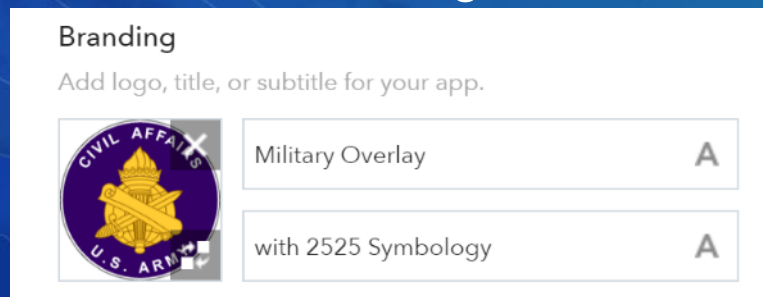 Branding
Add logo, title, or subtitle for your app.
CIVIL AFFAIRS
U.S. ARMY
Military Overlay
A
with 2525 Symbology
A